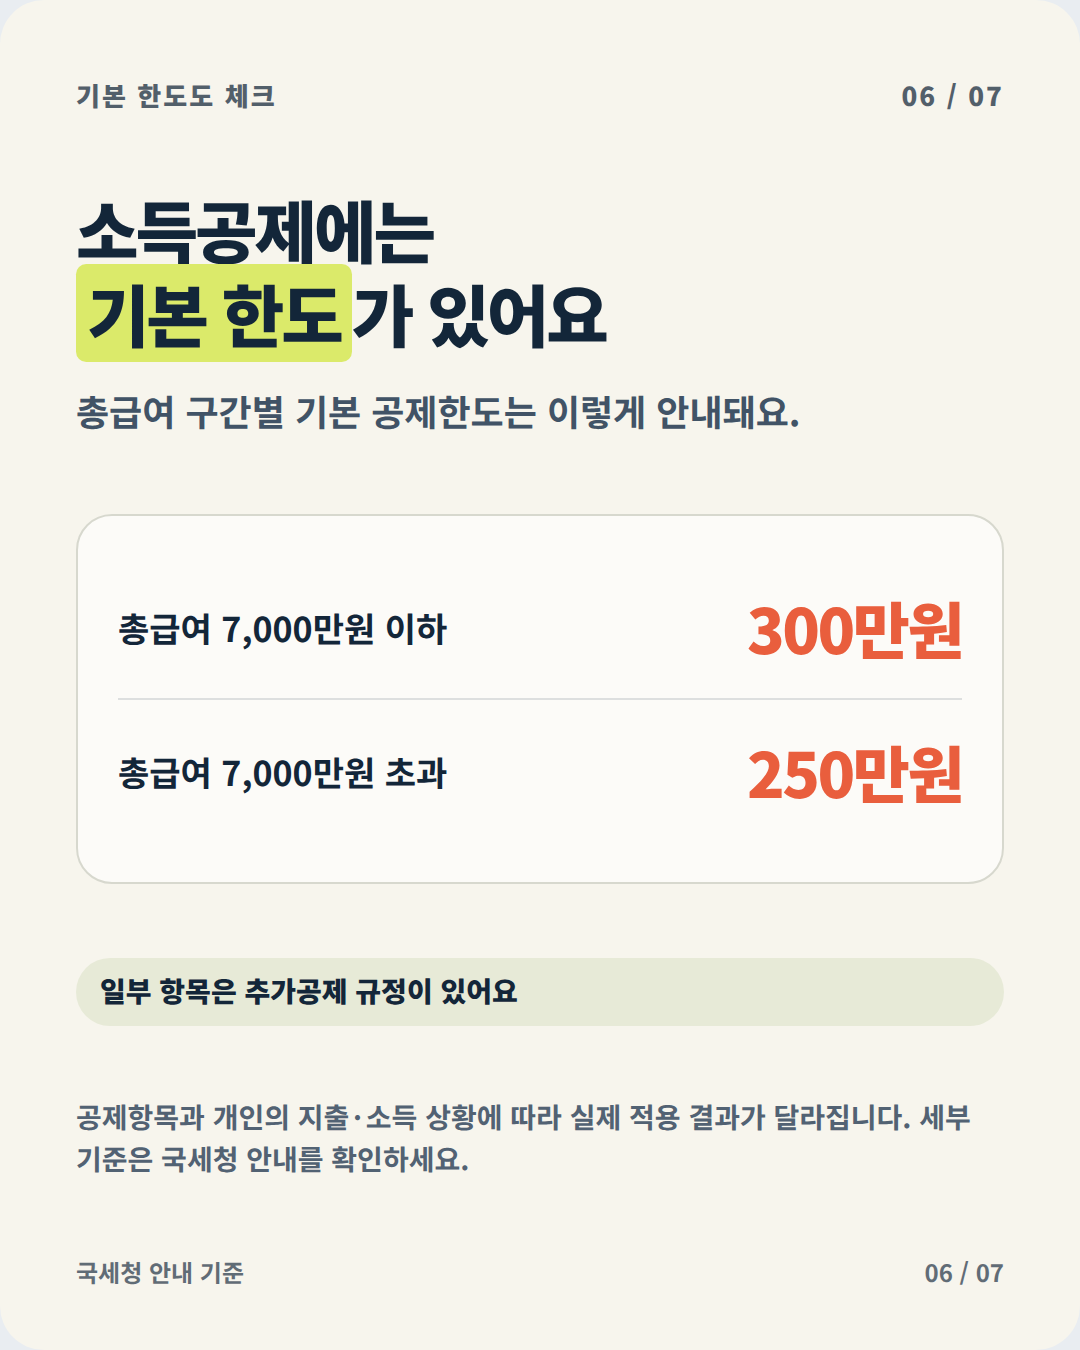 기본 한도도 체크
06 / 07
소득공제에는
기본 한도가 있어요
총급여 구간별 기본 공제한도는 이렇게 안내돼요.
총급여 7,000만원 이하
300만원
총급여 7,000만원 초과
250만원
일부 항목은 추가공제 규정이 있어요
공제항목과 개인의 지출·소득 상황에 따라 실제 적용 결과가 달라집니다. 세부
기준은 국세청 안내를 확인하세요.
국세청 안내 기준
06 / 07